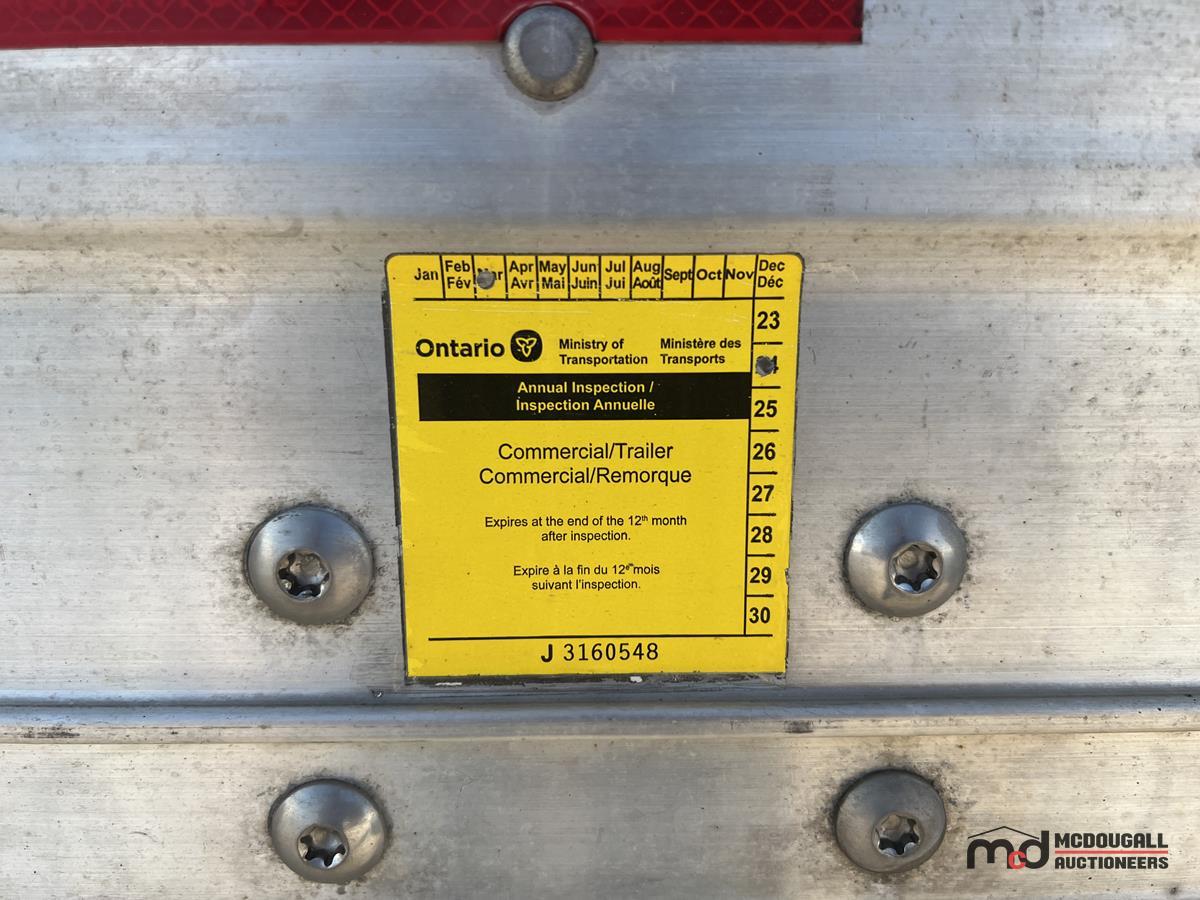 Jan Feb Fév Apr Avr May Mai Jun Juin Jul Jui Aug Août Sept Oct Nov Dec Déc
23
25
26
27
28
29
30
Ontario
Ministry of
Transportation
Ministère des
Transports
Annual Inspection /
Inspection Annuelle
Commercial/Trailer
Commercial/Remorque
Expires at the end of the 12th month
after inspection.
Expire à la fin du 12e mois
suivant l'inspection.
J 3160548
mcd
MCDOUGALL
AUCTIONEERS